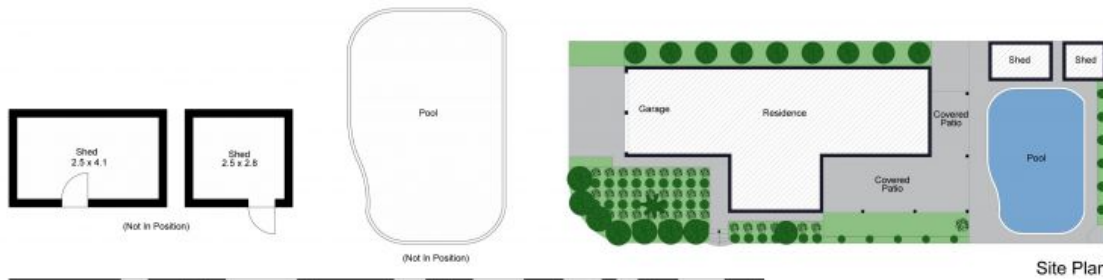 Shed
2.5 x 4.1
Shed
2.5 x 2.8
(Not In Position)
Pool
(Not In Position)
Garage
Residence
Covered
Patio
Covered
Patio
Shed
Shed
Pool
Site Plan